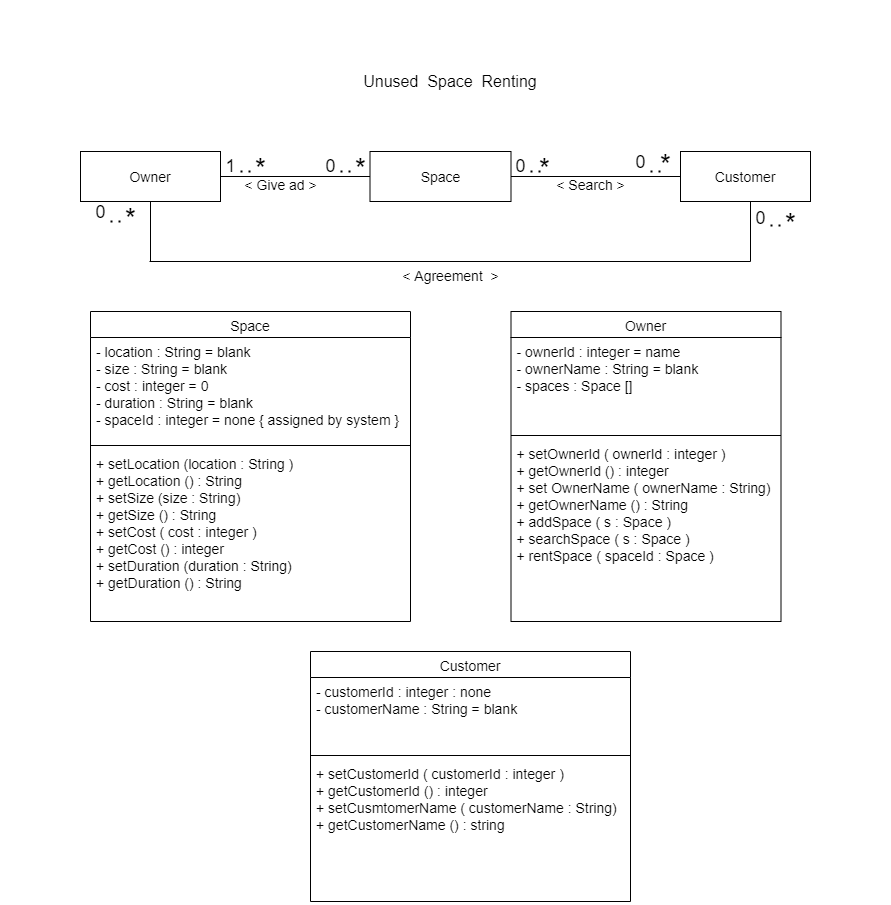 Unused Space Renting
Owner
1..*
0..*
Space
0..*
0..*
Customer
< Give ad >
< Search >
0..*
0..*
< Agreement >
Space
- location : String = blank
- size : String = blank
- cost : integer = 0
- duration : String = blank
- spaceId : integer = none { assigned by system }
+ setLocation (location : String )
+ getLocation () : String
+ setSize (size : String)
+ getSize () : String
+ setCost ( cost : integer )
+ getCost () : integer
+ setDuration (duration : String)
+ getDuration () : String
Owner
- ownerId : integer = name
- ownerName : String = blank
- spaces : Space []
+ setOwnerId ( ownerId : integer )
+ getOwnerId () : integer
+ set OwnerName ( ownerName : String)
+ getOwnerName () : String
+ addSpace ( s : Space )
+ searchSpace ( s : Space )
+ rentSpace ( spaceId : Space )
Customer
- customerId : integer : none
- customerName : String = blank
+ setCustomerId ( customerId : integer )
+ getCustomerId () : integer
+ setCusmtomerName ( customerName : String)
+ getCustomerName () : string